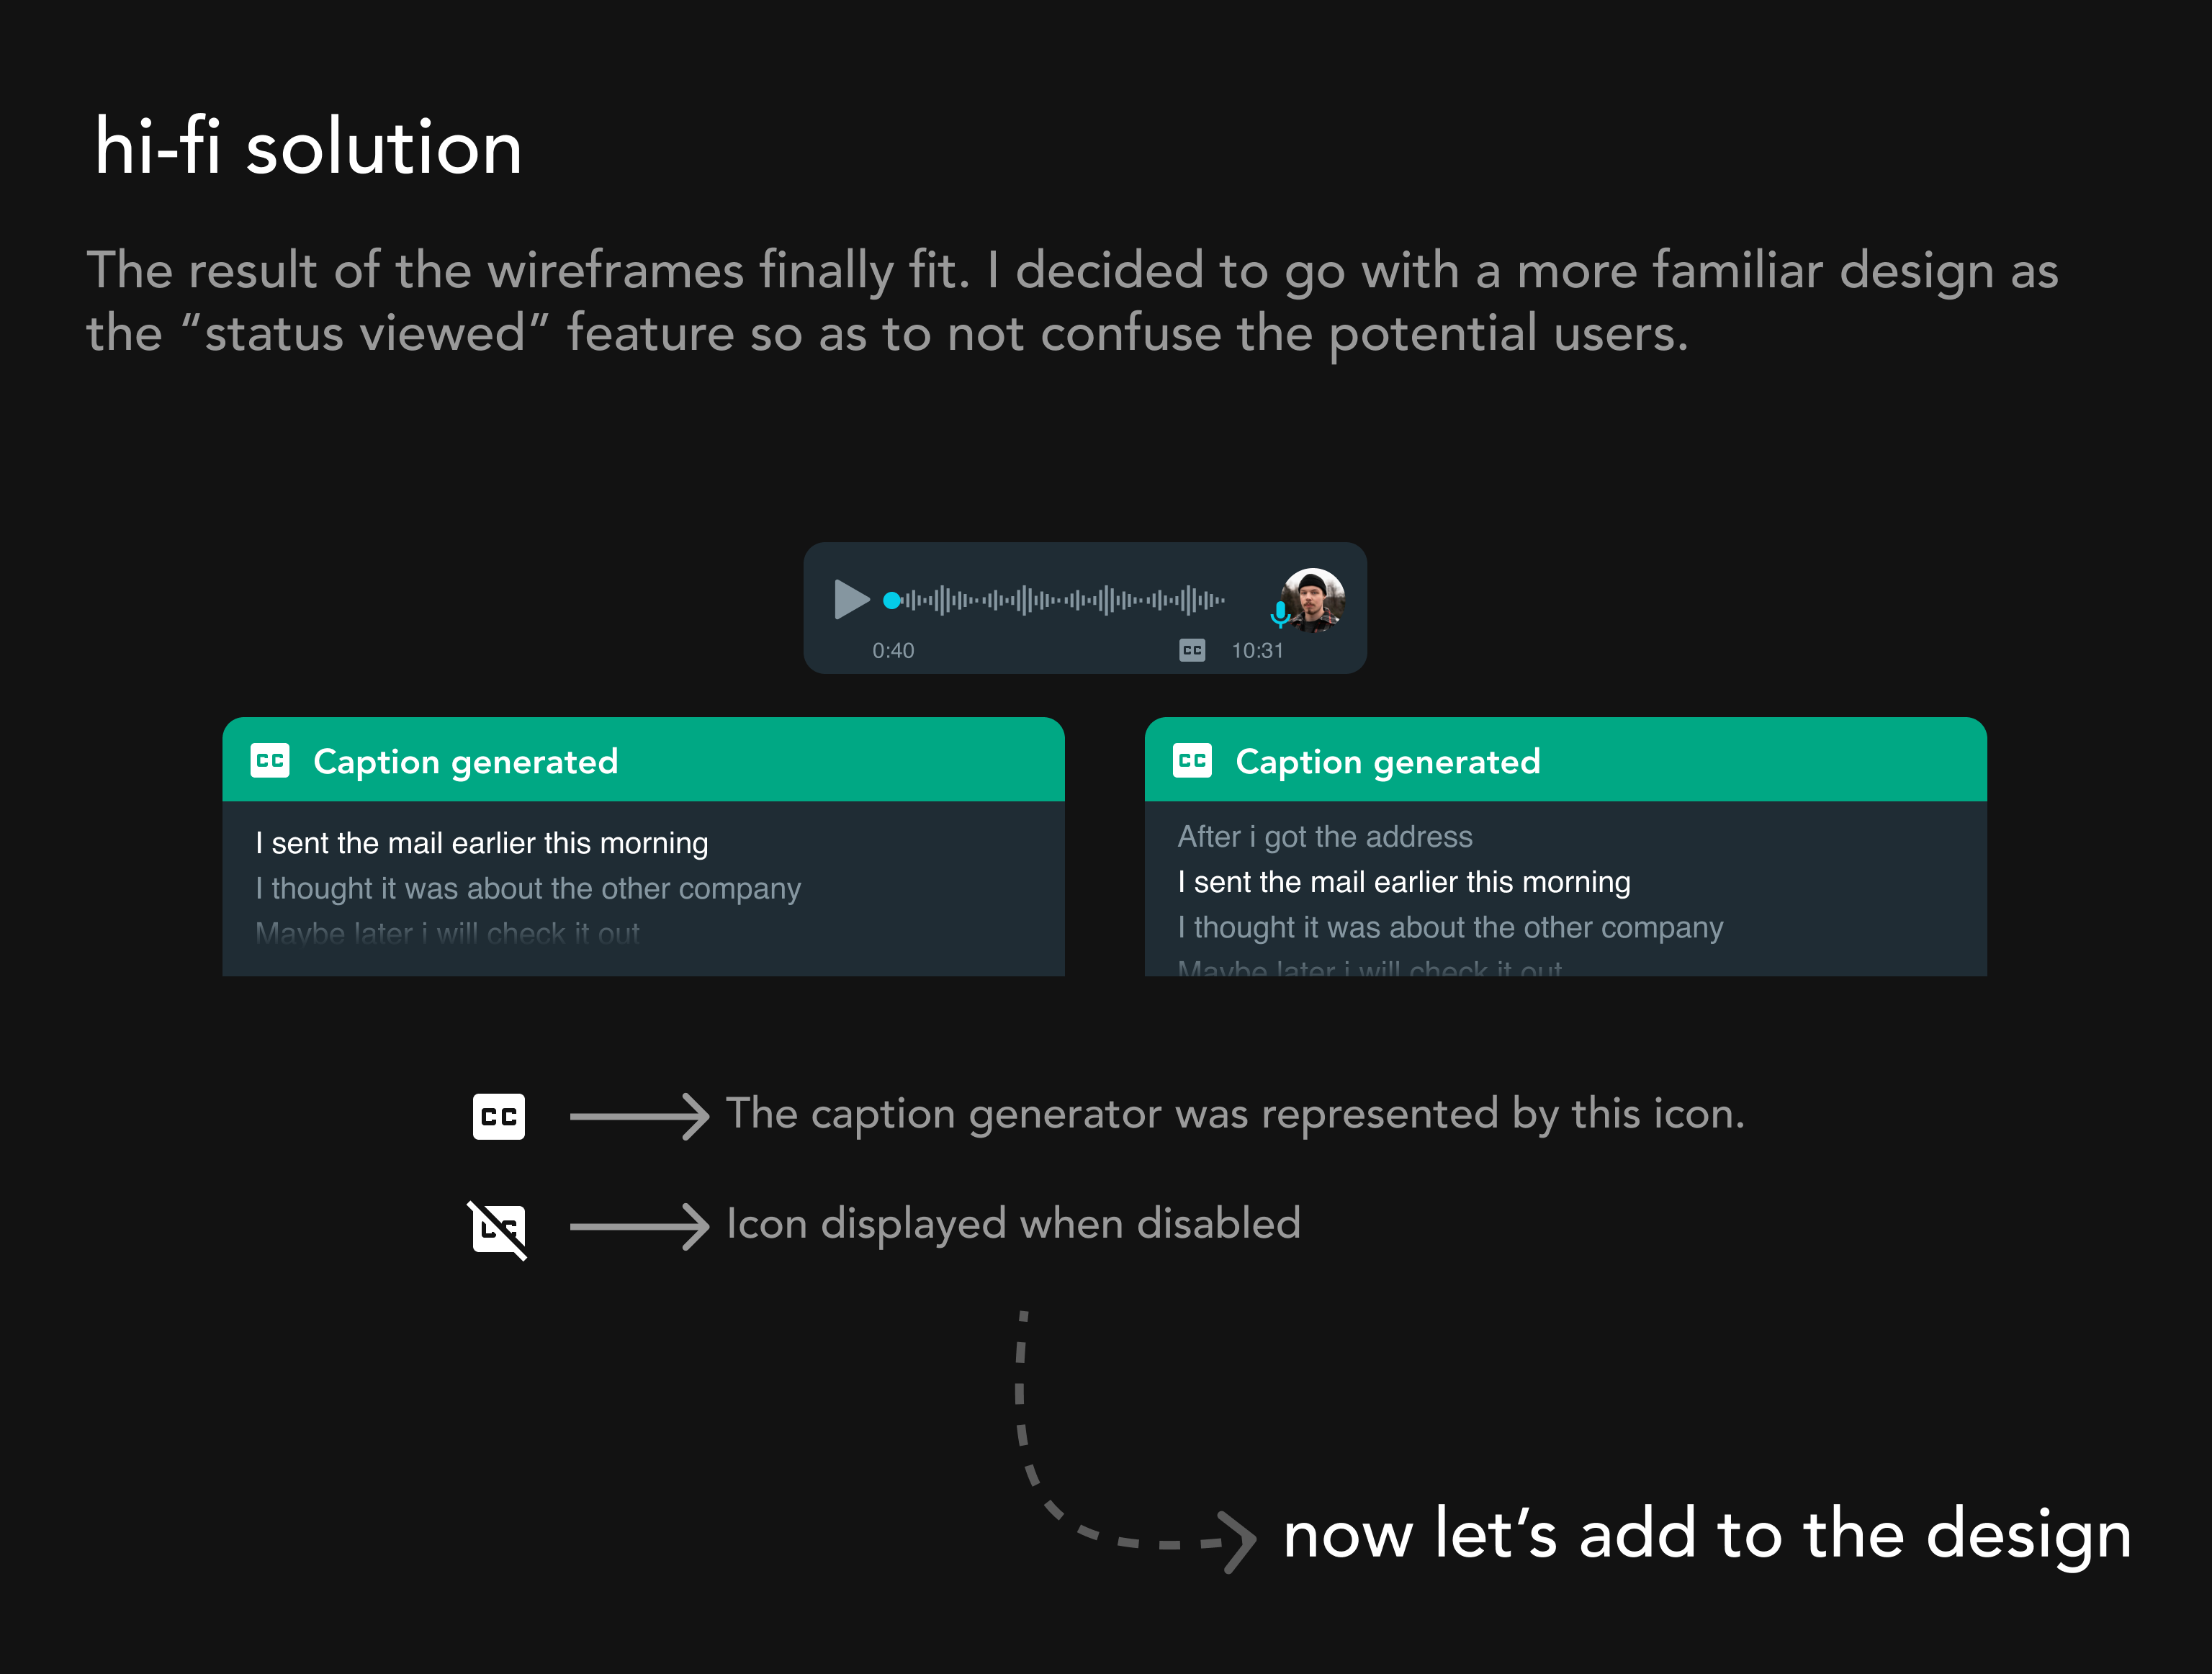 hi-fi solution
The result of the wireframes finally fit. I decided to go with a more familiar design as
the “status viewed” feature so as to not confuse the potential users.
0:40
CC
10:31
CC Caption generated
I sent the mail earlier this morning
I thought it was about the other company
Maybe later i will check it out
CC Caption generated
After i got the address
I sent the mail earlier this morning
I thought it was about the other company
Maybe later i will check it out
CC The caption generator was represented by this icon.
CC Icon displayed when disabled
now let’s add to the design